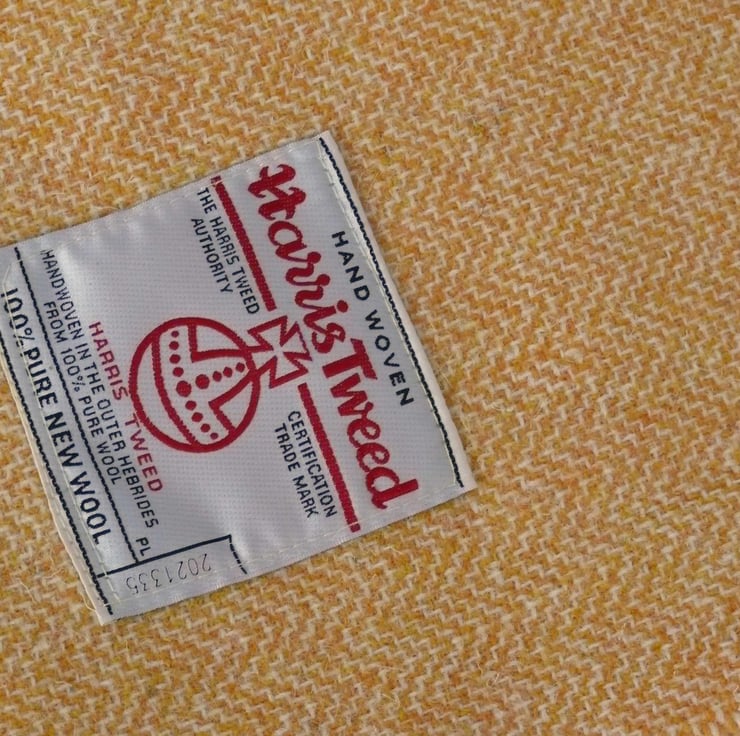 HAND WOVEN
Harris Tweed
THE HARRIS TWEED
AUTHORITY
CERTIFICATION
TRADE MARK
HARRIS TWEED
HANDWOVEN IN THE OUTER HEBRIDES
FROM 100% PURE WOOL
PL
100% PURE NEW WOOL
2021335